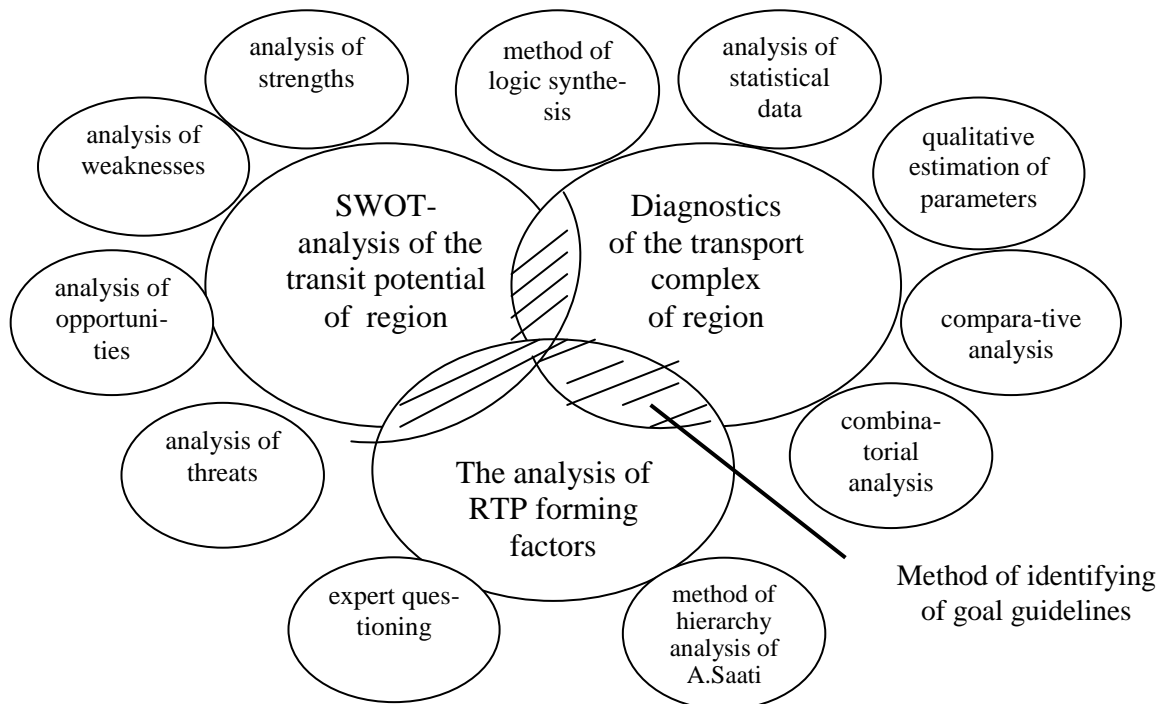 analysis of
strengths
method of
logic synthe-
sis
analysis of
statistical
data
analysis of
weaknesses
qualitative
estimation of
parameters
SWOT-
analysis of the
transit potential
of region
Diagnostics
of the transport
complex
of region
analysis of
opportuni-
ties
compara-tive
analysis
analysis of
threats
combina-
torial
analysis
The analysis of
RTP forming
factors
expert ques-
tioning
method of
hierarchy
analysis of
A.Saati
Method of identifying
of goal guidelines